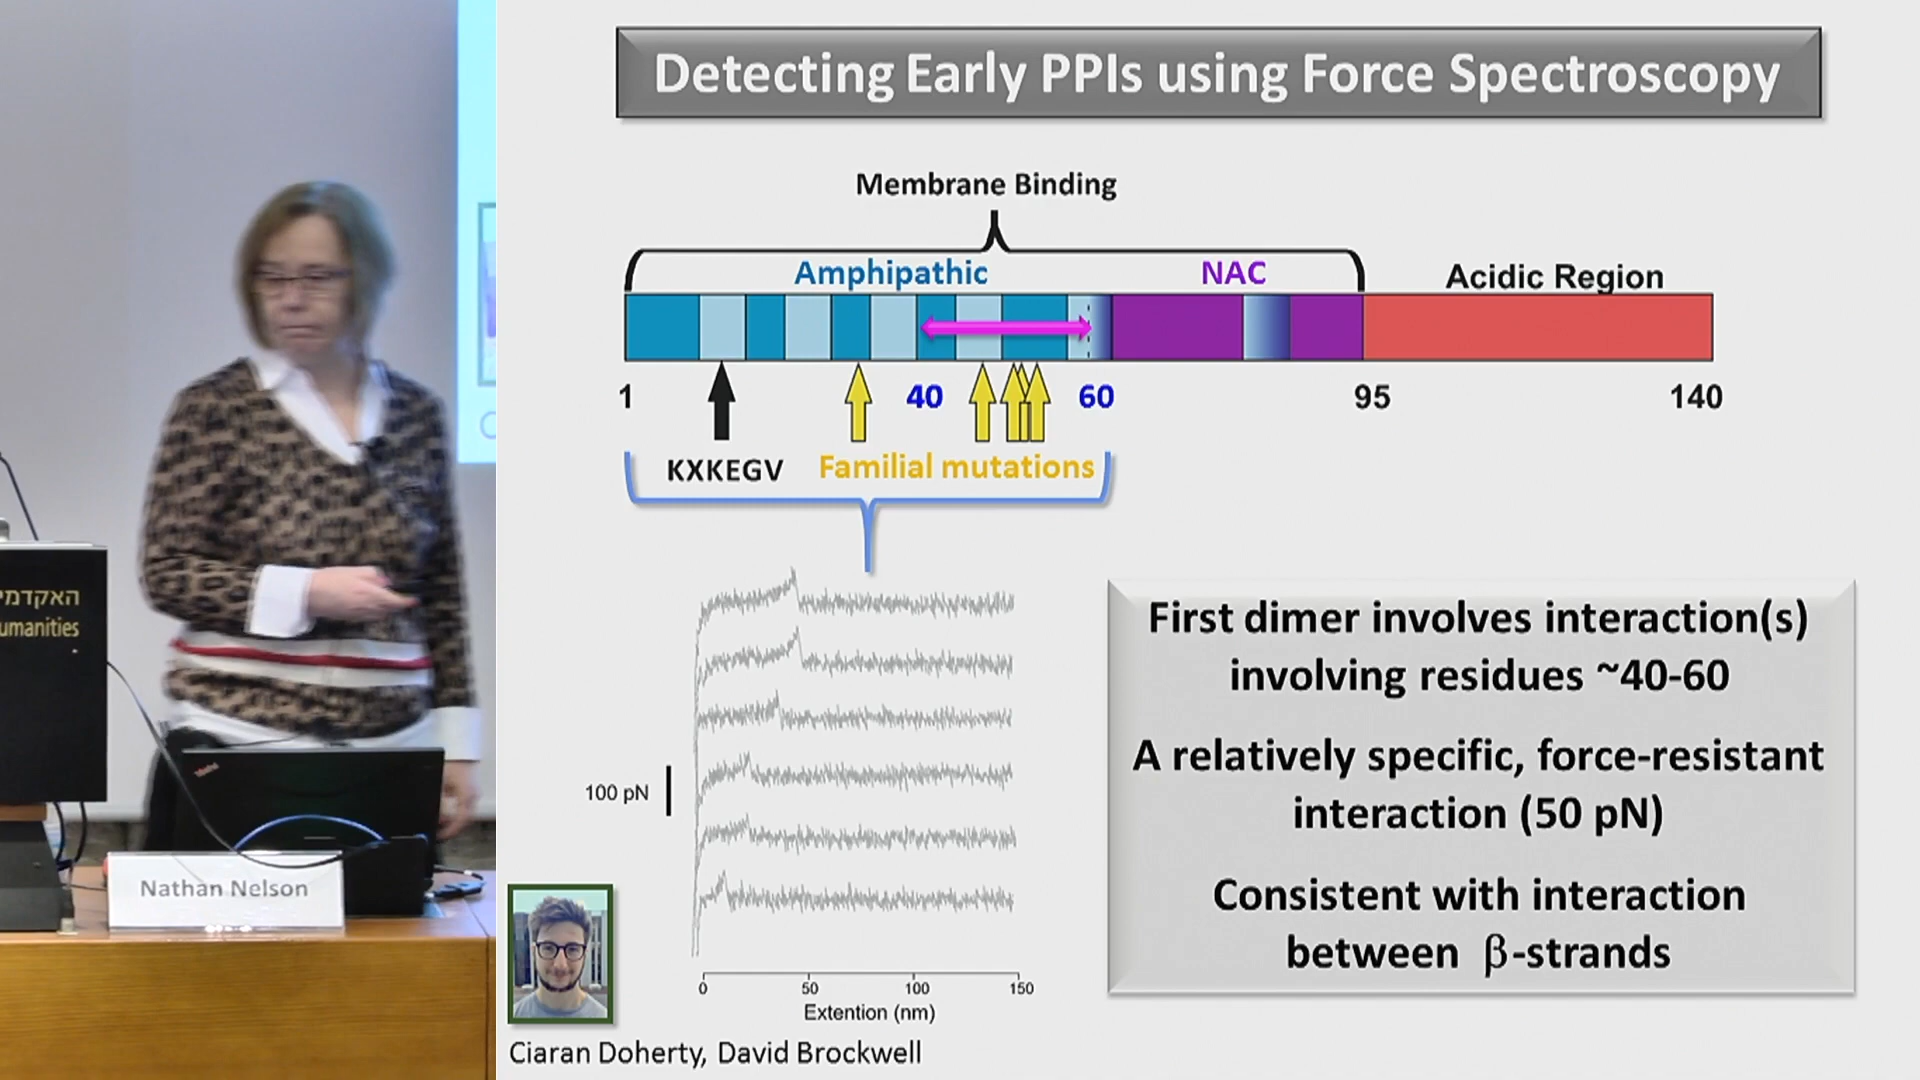 Detecting Early PPIs using Force Spectroscopy
Membrane Binding
Amphipathic
NAC
Acidic Region
1
40
60
95
140
KXKEGV
Familial mutations
100 pN
0
50
100
150
Extention (nm)
Ciaran Doherty, David Brockwell
First dimer involves interaction(s)
involving residues ~40-60
A relatively specific, force-resistant
interaction (50 pN)
Consistent with interaction
between β-strands
האקדמי
umanities
Nathan Nelson